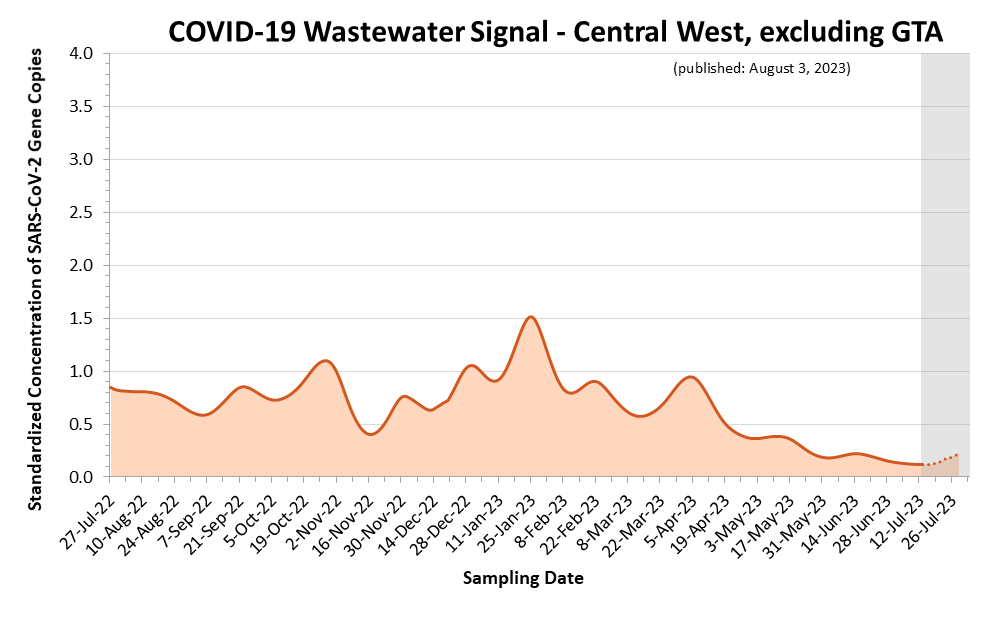 COVID-19 Wastewater Signal - Central West, excluding GTA
(published: August 3, 2023)
Standardized Concentration of SARS-CoV-2 Gene Copies
4.0
3.5
3.0
2.5
2.0
1.5
1.0
0.5
0.0
27-Jul-22
10-Aug-22
24-Aug-22
7-Sep-22
21-Sep-22
5-Oct-22
19-Oct-22
2-Nov-22
16-Nov-22
30-Nov-22
14-Dec-22
28-Dec-22
11-Jan-23
25-Jan-23
8-Feb-23
22-Feb-23
8-Mar-23
22-Mar-23
5-Apr-23
19-Apr-23
3-May-23
17-May-23
31-May-23
14-Jun-23
28-Jun-23
12-Jul-23
26-Jul-23
Sampling Date